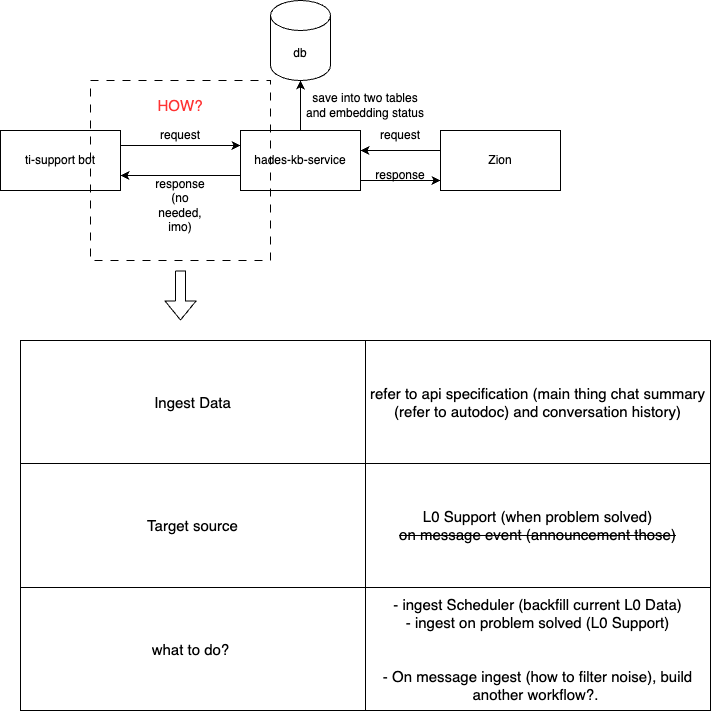 db
HOW?
save into two tables
and embedding status
request
request
ti-support bot
hades-kb-service
Zion
response
(no
needed,
imo)
response
Ingest Data
refer to api specification (main thing chat summary
(refer to autodoc) and conversation history)
Target source
L0 Support (when problem solved)
on message event (announcement those)
what to do?
- ingest Scheduler (backfill current L0 Data)
- ingest on problem solved (L0 Support)
- On message ingest (how to filter noise), build
another workflow?.